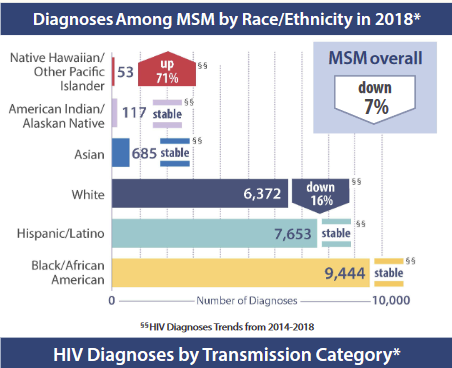 Diagnoses Among MSM by Race/Ethnicity in 2018*
MSM overall
down
7%
Native Hawaiian/
Other Pacific
Islander
53
up
71%
§§
American Indian/
Alaskan Native
117
stable
§§
Asian
685
stable
§§
White
6,372
down
16%
§§
Hispanic/Latino
7,653
stable
§§
Black/African
American
9,444
stable
§§
0
Number of Diagnoses
10,000
§§HIV Diagnoses Trends from 2014-2018
HIV Diagnoses by Transmission Category*